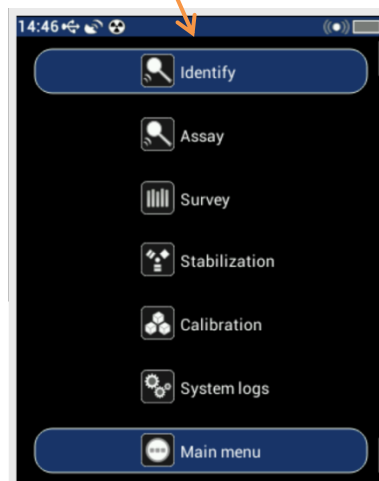 14:46
Identify
Assay
Survey
Stabilization
Calibration
System logs
Main menu